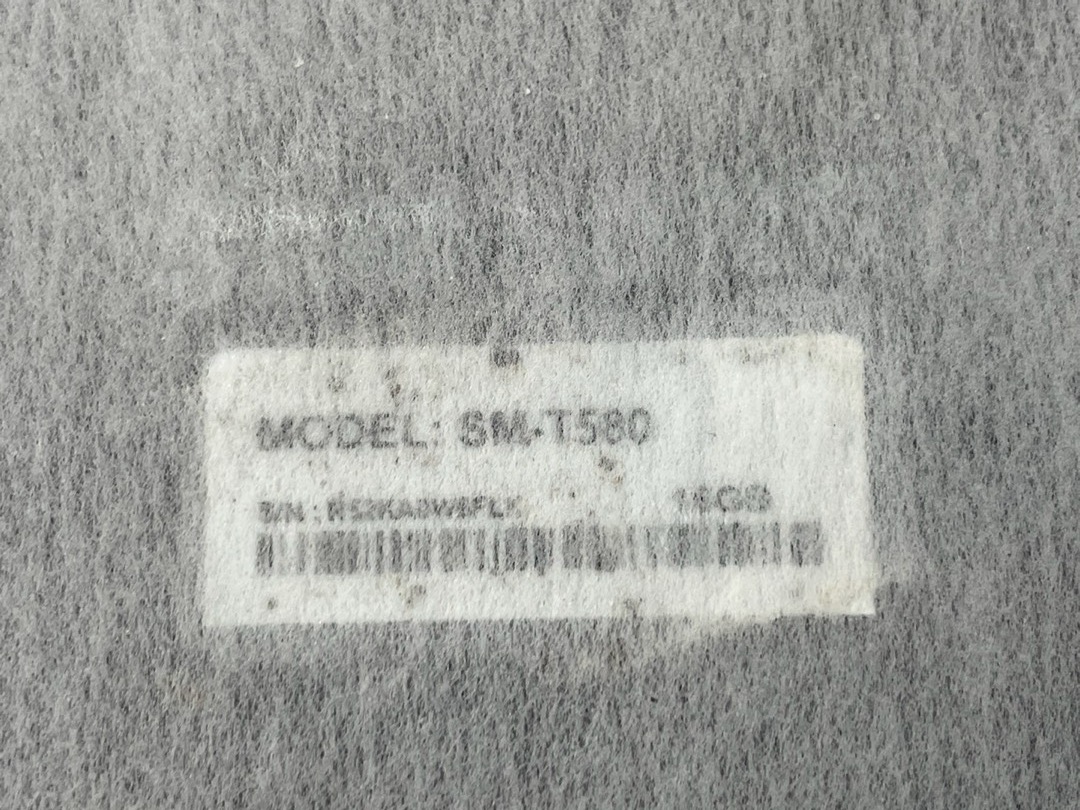 MODEL: SM-T580
S/N : 
16GB